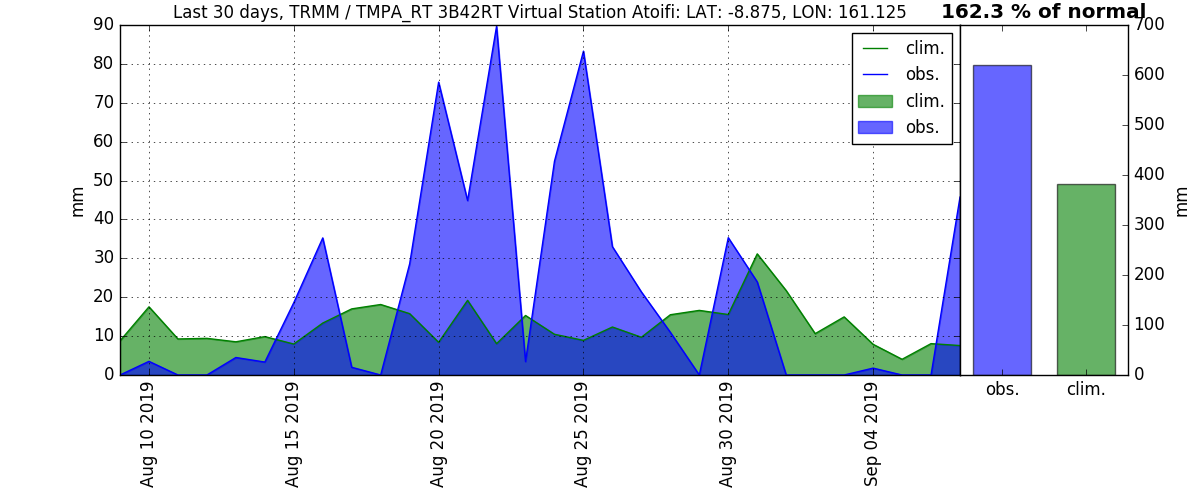 Last 30 days, TRMM / TMPA_RT 3B42RT Virtual Station Atoifi: LAT: -8.875, LON: 161.125
162.3 % of normal
90
80
70
60
50
40
30
20
10
0
mm
Aug 10 2019
Aug 15 2019
Aug 20 2019
Aug 25 2019
Aug 30 2019
Sep 04 2019
clim.
obs.
clim.
obs.
700
600
500
400
300
200
100
0
mm
obs.
clim.